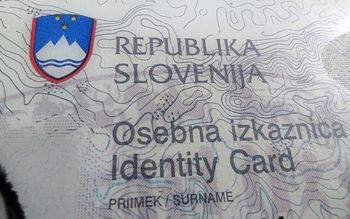 REPUBLIKA
SLOVENIJA
Osebna izkaznica
Identity Card
PRIIMEK / SURNAME